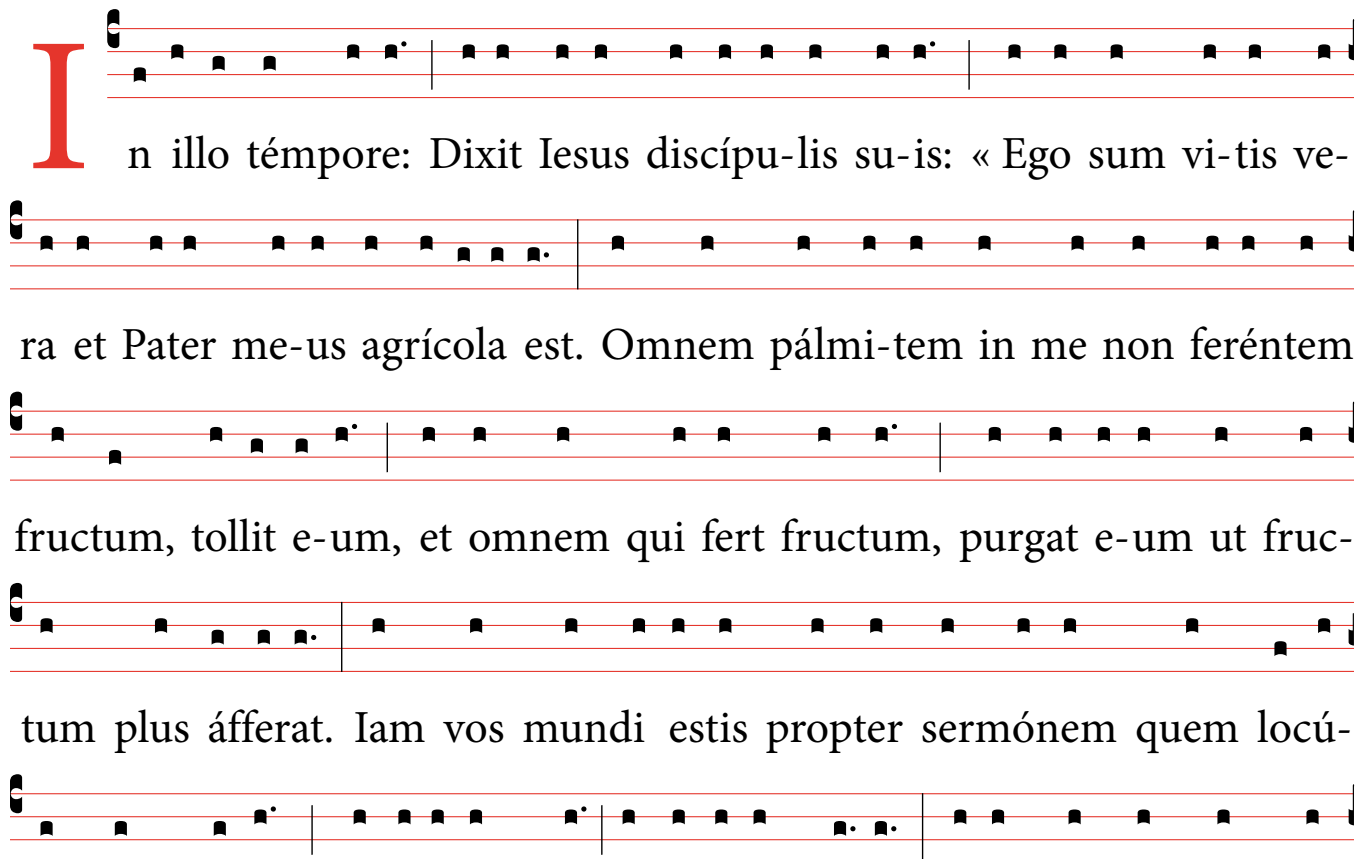 In illo témpore: Dixit Iesus discípu-lis su-is: « Ego sum vi-tis ve-
ra et Pater me-us agrícola est. Omnem pálmi-tem in me non feréntem
fructum, tollit e-um, et omnem qui fert fructum, purgat e-um ut fruc-
tum plus áfferat. Iam vos mundi estis propter sermónem quem locú-